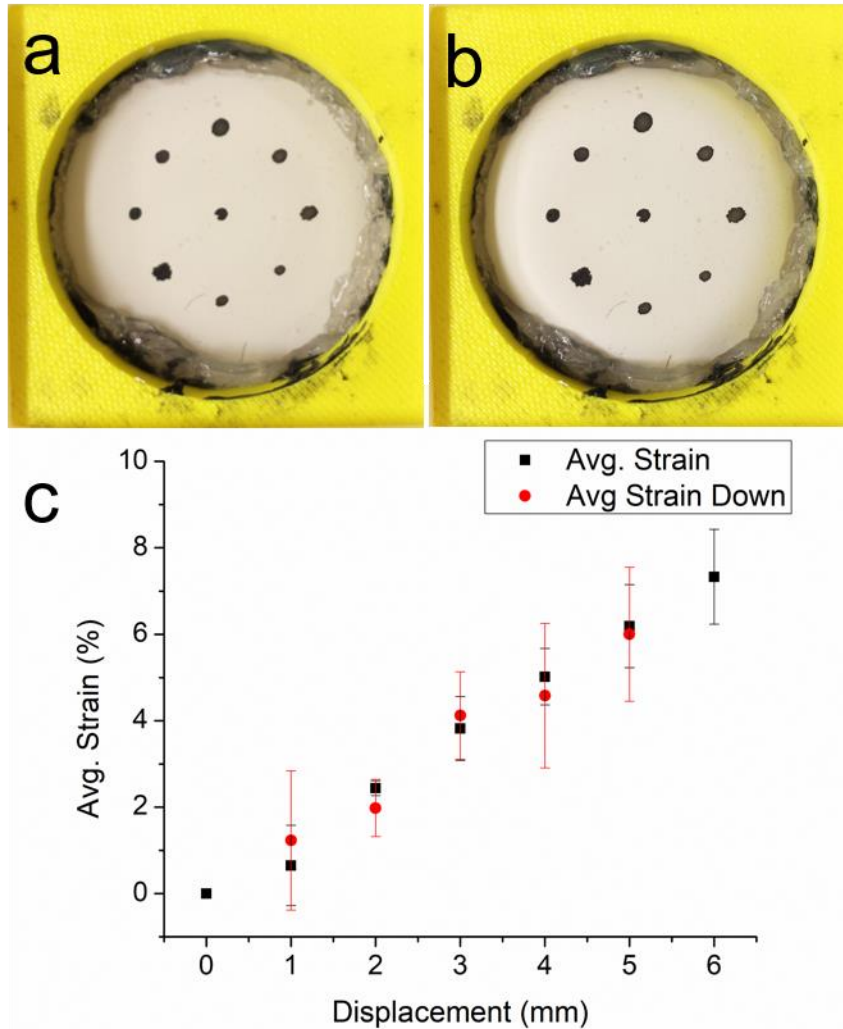 a
b
c
Avg. Strain
Avg Strain Down
10
8
6
4
2
0
Avg. Strain (%)
0 1 2 3 4 5 6
Displacement (mm)